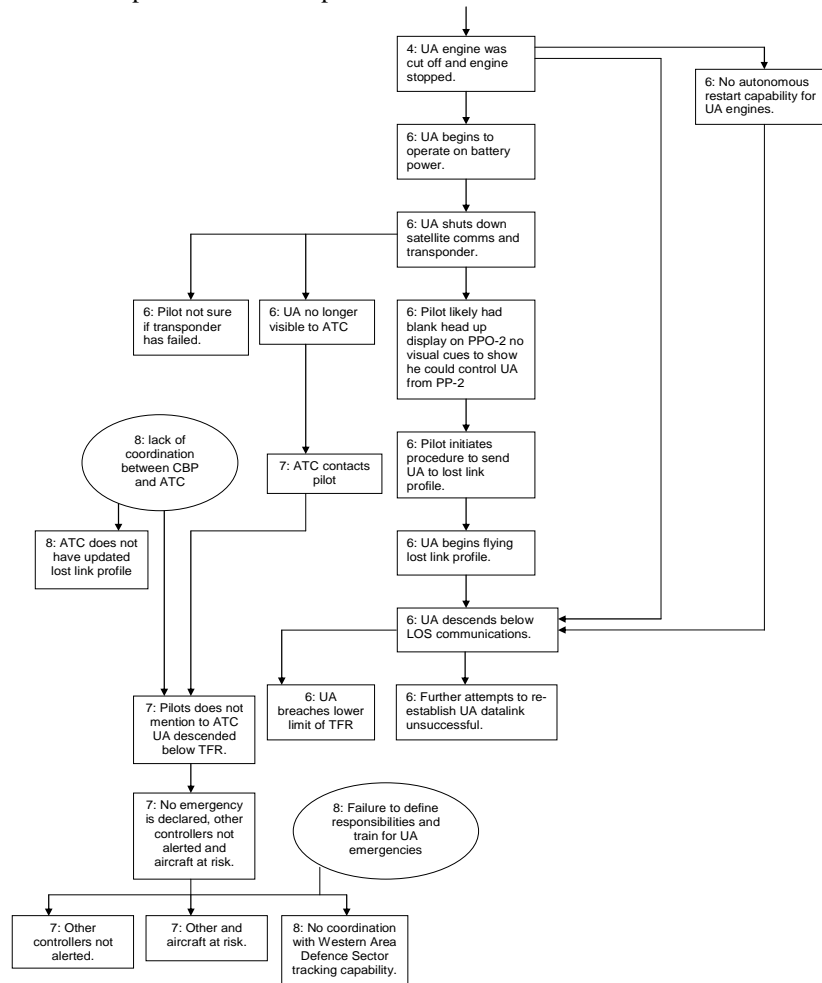 4: UA engine was
cut off and engine
stopped.
6: No autonomous
restart capability for
UA engines.
6: UA begins to
operate on battery
power.
6: UA shuts down
satellite comms and
transponder.
6: Pilot not sure
if transponder
has failed.
6: UA no longer
visible to ATC
6: Pilot likely had
blank head up
display on PPO-2 no
visual cues to show
he could control UA
from PP-2
8: lack of
coordination
between CBP
and ATC
7: ATC contacts
pilot
6: Pilot initiates
procedure to send
UA to lost link
profile.
8: ATC does not
have updated
lost link profile
6: UA begins flying
lost link profile.
6: UA descends below
LOS communications.
7: Pilots does not
mention to ATC
UA descended
below TFR.
6: UA
breaches lower
limit of TFR
6: Further attempts to re-
establish UA datalink
unsuccessful.
7: No emergency
is declared, other
controllers not
alerted and
aircraft at risk.
8: Failure to define
responsibilities and
train for UA
emergencies
7: Other
controllers not
alerted.
7: Other and
aircraft at risk.
8: No coordination
with Western Area
Defence Sector
tracking capability.